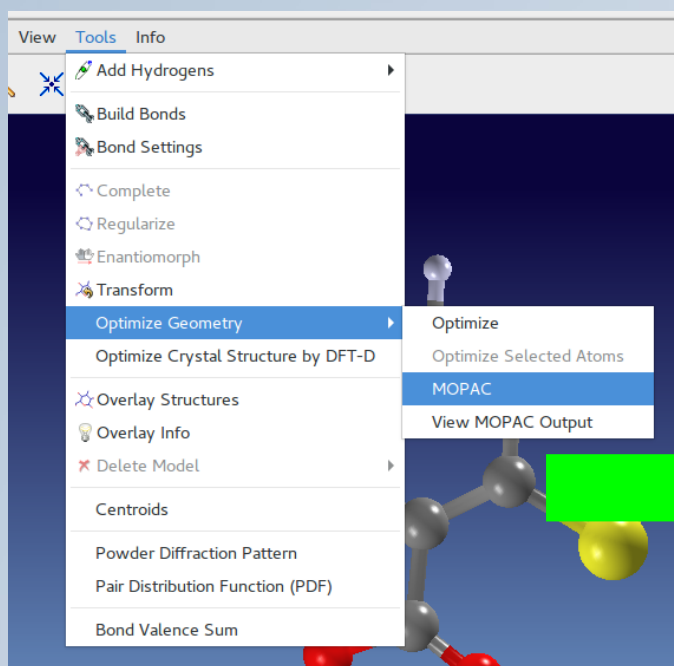 View Tools Info
Add Hydrogens
Build Bonds
Bond Settings
Complete
Regularize
Enantiomorph
Transform
Optimize Geometry
Optimize Crystal Structure by DFT-D
Overlay Structures
Overlay Info
Delete Model
Centroids
Powder Diffraction Pattern
Pair Distribution Function (PDF)
Bond Valence Sum
Optimize
Optimize Selected Atoms
MOPAC
View MOPAC Output